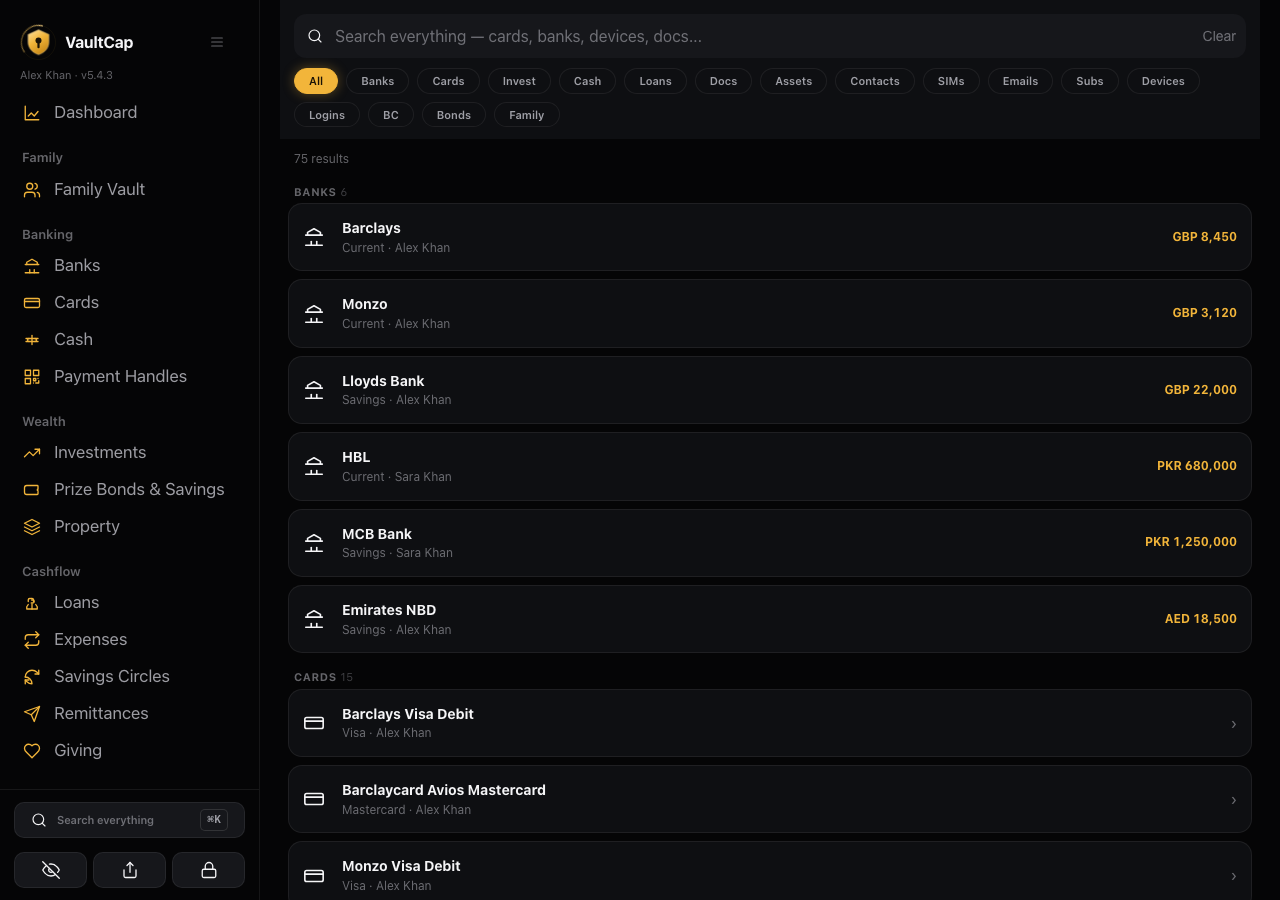 VaultCap
Alex Khan · v5.4.3
Dashboard
Family
Family Vault
Banking
Banks
Cards
Cash
Payment Handles
Wealth
Investments
Prize Bonds & Savings
Property
Cashflow
Loans
Expenses
Savings Circles
Remittances
Giving
Search everything ⌘K
Search everything — cards, banks, devices, docs... Clear
All Banks Cards Invest Cash Loans Docs Assets Contacts SIMs Emails Subs Devices
Logins BC Bonds Family
75 results
BANKS 6
Barclays
Current · Alex Khan
GBP 8,450
Monzo
Current · Alex Khan
GBP 3,120
Lloyds Bank
Savings · Alex Khan
GBP 22,000
HBL
Current · Sara Khan
PKR 680,000
MCB Bank
Savings · Sara Khan
PKR 1,250,000
Emirates NBD
Savings · Alex Khan
AED 18,500
CARDS 15
Barclays Visa Debit
Visa · Alex Khan
Barclaycard Avios Mastercard
Mastercard · Alex Khan
Monzo Visa Debit
Visa · Alex Khan